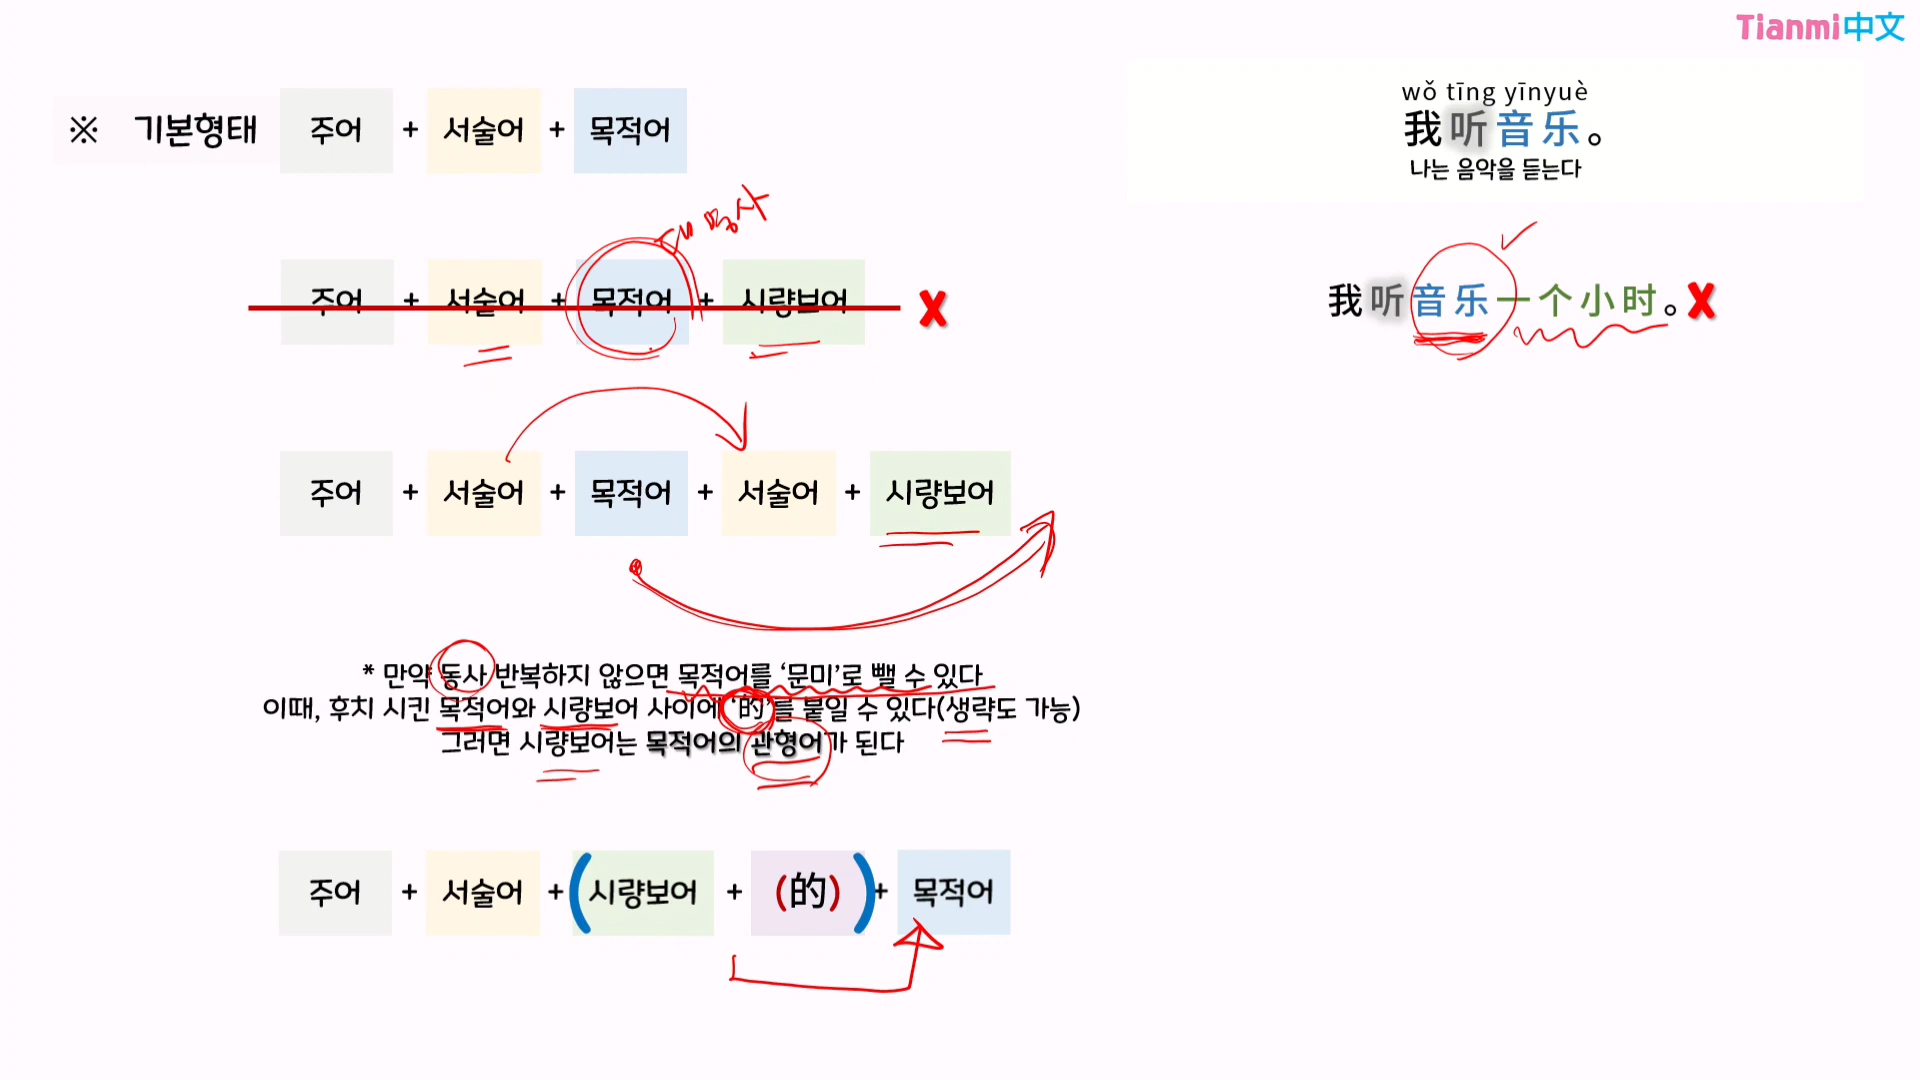 Tianmi中文
※ 기본형태 주어 + 서술어 + 목적어
wǒ tīng yīnyuè
我听音乐。
나는 음악을 듣는다
명사
주어 + 서술어 + 목적어 + 시량보어 X
我听音乐一个小时。X
주어 + 서술어 + 목적어 + 서술어 + 시량보어
* 만약 동사 반복하지 않으면 목적어를 ‘문미’로 뺄 수 있다
이때, 후치 시킨 목적어와 시량보어 사이에 ‘的’를 붙일 수 있다(생략도 가능)
그러면 시량보어는 목적어의 관형어가 된다
주어 + 서술어 + (시량보어 + (的)) + 목적어